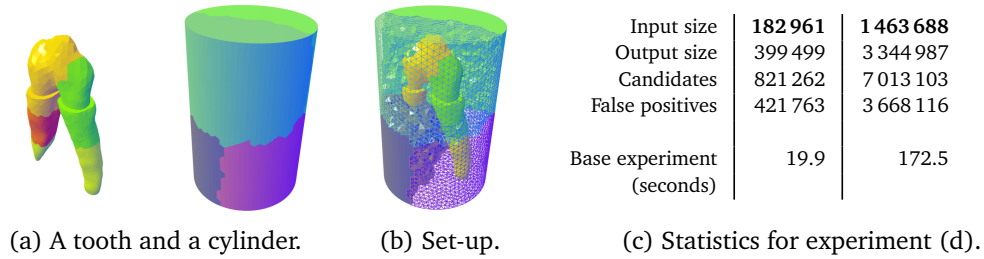 Input size 182 961 1 463 688
Output size 399 499 3 344 987
Candidates 821 262 7 013 103
False positives 421 763 3 668 116
Base experiment 19.9 172.5
(seconds)
(a) A tooth and a cylinder. (b) Set-up. (c) Statistics for experiment (d).